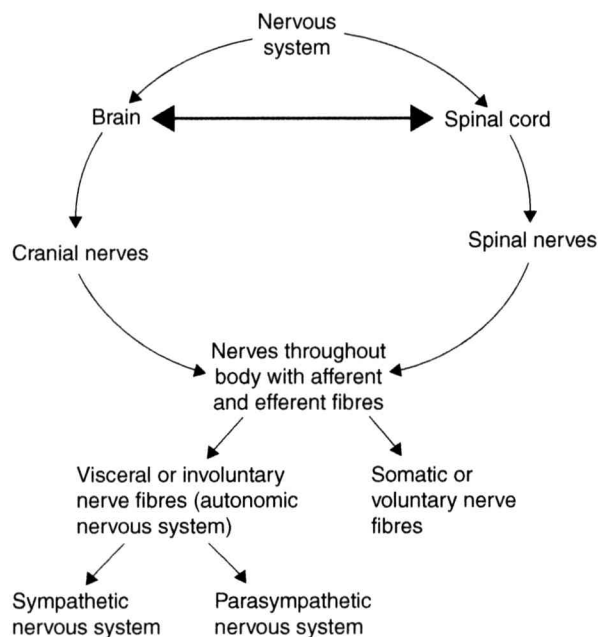 Nervous
system
Brain
Spinal cord
Cranial nerves
Spinal nerves
Nerves throughout
body with afferent
and efferent fibres
Visceral or involuntary
nerve fibres (autonomic
nervous system)
Somatic or
voluntary nerve
fibres
Sympathetic
nervous system
Parasympathetic
nervous system